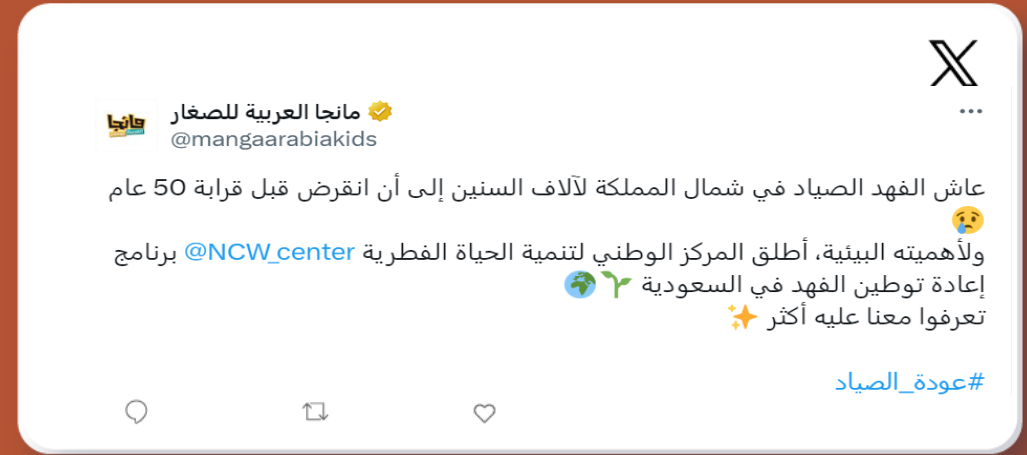 مانجا العربية للصغار
@mangaarabiakids
مانجا
عاش الفهد الصياد في شمال المملكة لآلاف السنين إلى أن انقرض قبل قرابة 50 عام
😢
ولأهميته البيئية، أطلق المركز الوطني لتنمية الحياة الفطرية @NCW_center برنامج
إعادة توطين الفهد في السعودية 🌱🌍
تعرفوا معنا عليه أكثر ✨
#عودة_الصياد